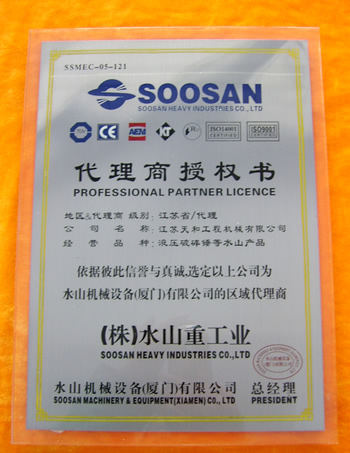 SSMEC-05-121
SOOSAN
SOOSAN HEAVY INDUSTRIES CO.,LTD
CE
AEM
ISO14001
CERTIFIED
ISO9001
CERTIFIED
代理商授权书
PROFESSIONAL PARTNER LICENCE
地区&代理商 级别:江苏省/代理
公司名称:江苏天和工程机械有限公司
经营品种:液压破碎锤等水山产品
依据彼此信誉与真诚,选定以上公司为
水山机械设备(厦门)有限公司的区域代理商
(株)水山重工业
SOOSAN HEAVY INDUSTRIES CO.,LTD
水山机械设备(厦门)有限公司 总经理
SOOSAN MACHINERY & EQUIPMENT(XIAMEN) CO., LTD PRESIDENT